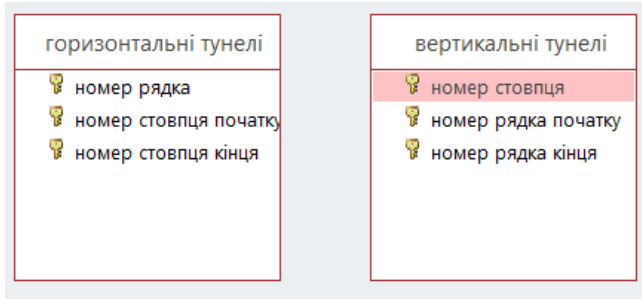 горизонтальні тунелі
номер рядка
номер стовпця початку
номер стовпця кінця
вертикальні тунелі
номер стовпця
номер рядка початку
номер рядка кінця